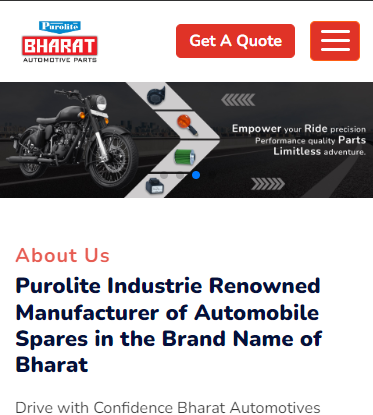 Purolite
BHARAT
AUTOMOTIVE PARTS
Get A Quote
Empower your Ride precision
Performance quality Parts
Limitless adventure.
About Us
Purolite Industrie Renowned
Manufacturer of Automobile
Spares in the Brand Name of
Bharat
Drive with Confidence Bharat Automotives